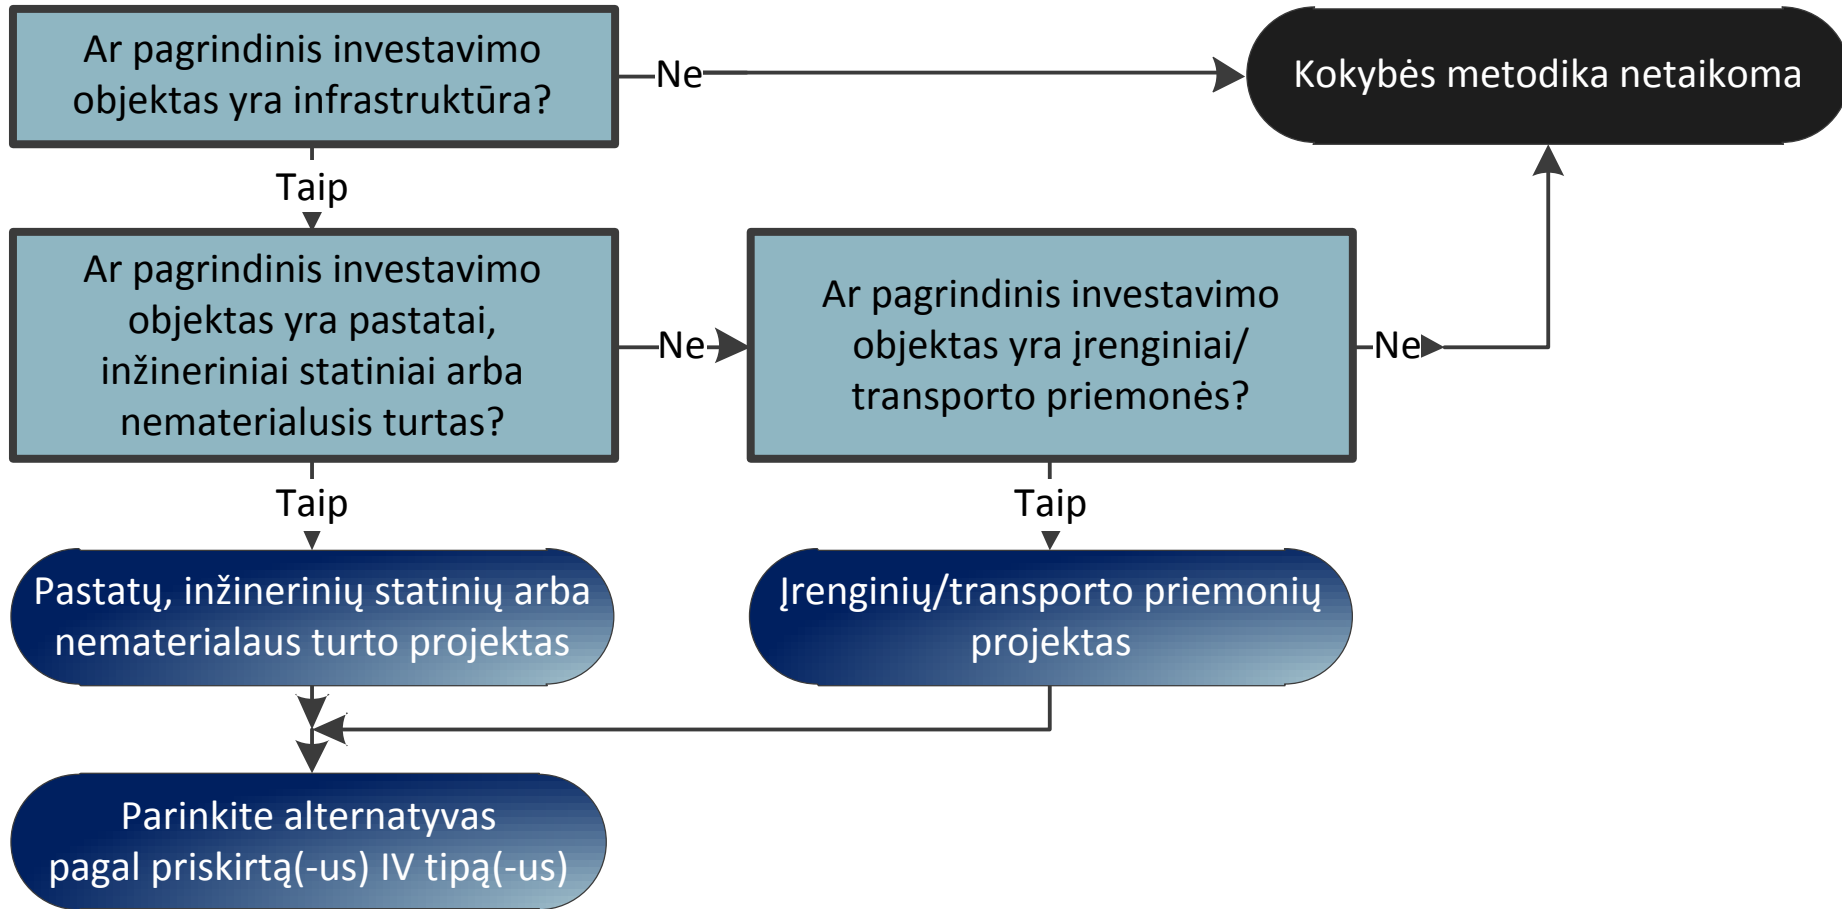 Ar pagrindinis investavimo
objektas yra infrastruktūra?
Ne
Kokybės metodika netaikoma
Taip
Ar pagrindinis investavimo
objektas yra pastatai,
inžineriniai statiniai arba
nematerialusis turtas?
Ne
Ar pagrindinis investavimo
objektas yra įrenginiai/
transporto priemonės?
Ne
Taip
Taip
Pastatų, inžinerinių statinių arba
nematerialaus turto projektas
Įrenginių/transporto priemonių
projektas
Parinkite alternatyvas
pagal priskirtą(-us) IV tipą(-us)